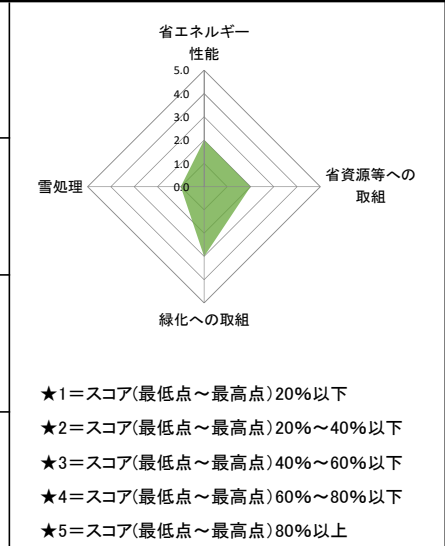 省エネルギー
性能
5.0
4.0
3.0
2.0
1.0
0.0
雪処理
省資源等への
取組
緑化への取組
★1＝スコア(最低点～最高点)20％以下
★2＝スコア(最低点～最高点)20％～40％以下
★3＝スコア(最低点～最高点)40％～60％以下
★4＝スコア(最低点～最高点)60％～80％以下
★5＝スコア(最低点～最高点)80％以上